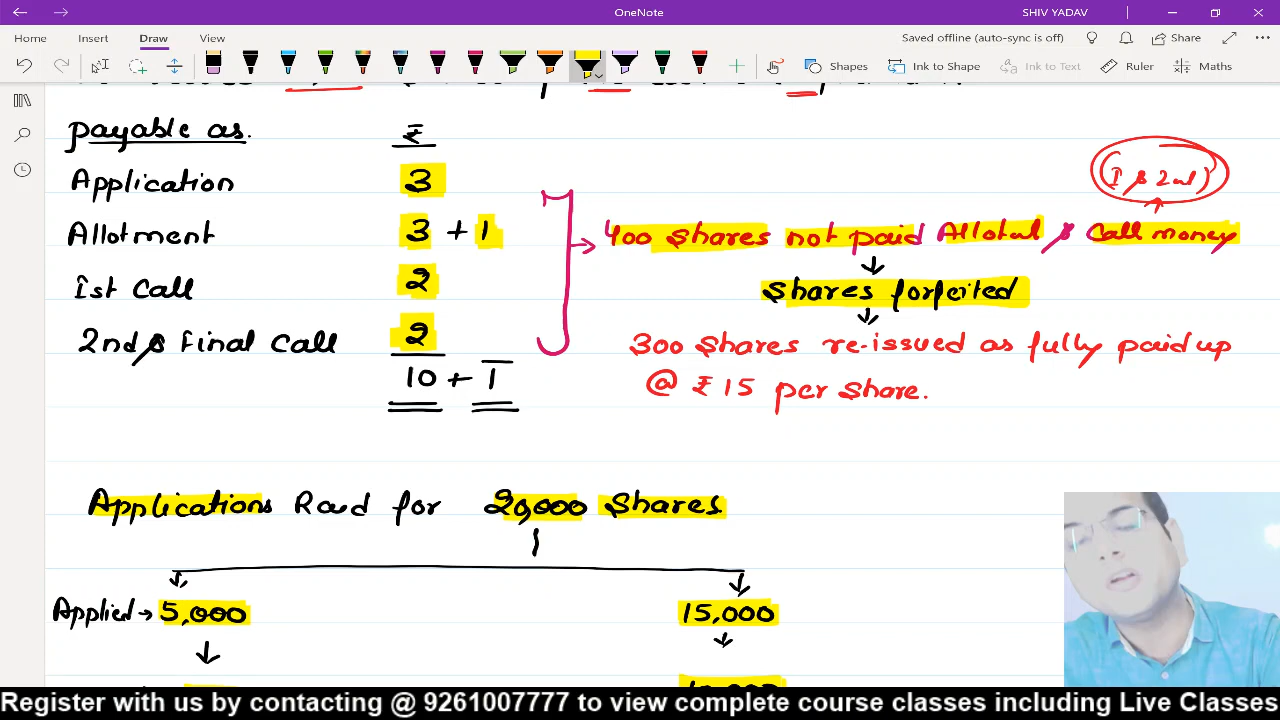 OneNote
SHIV YADAV
Home Insert Draw View
Saved offline (auto-sync is off)
Share
Shapes
Ink to Shape
Ink to Text
Ruler
Maths
payable as. ₹
Application 3
Allotment 3 + 1
Ist Call 2
2nd & Final Call 2
10 + 1
(I & 2nd)
400 Shares not paid & Call money
Shares forfeited
300 Shares re-issued as fully paid up
@ ₹15 per share.
Applications for 20,000 Shares
Applied → 5,000
15,000
Register with us by contacting @ 9261007777 to view complete course classes including Live Classes